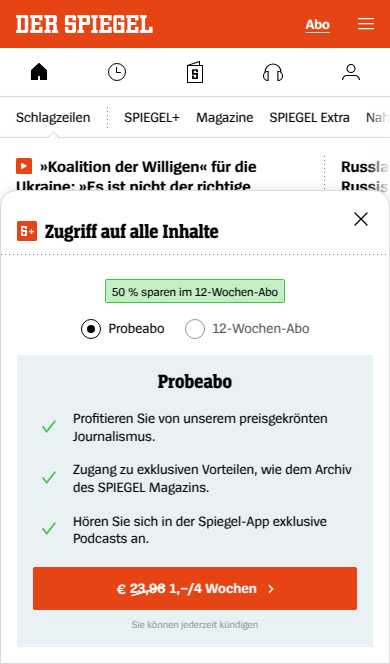 DER SPIEGEL
Abo
Schlagzeilen
SPIEGEL+
Magazine
SPIEGEL Extra
Nah
»Koalition der Willigen« für die
Ukraine: »Es ist nicht der richtige
Russla
Russis
S+ Zugriff auf alle Inhalte
50 % sparen im 12-Wochen-Abo
Probeabo
12-Wochen-Abo
Probeabo
Profitieren Sie von unserem preisgekrönten
Journalismus.
Zugang zu exklusiven Vorteilen, wie dem Archiv
des SPIEGEL Magazins.
Hören Sie sich in der Spiegel-App exklusive
Podcasts an.
€ 23,96 1,–/4 Wochen
Sie können jederzeit kündigen